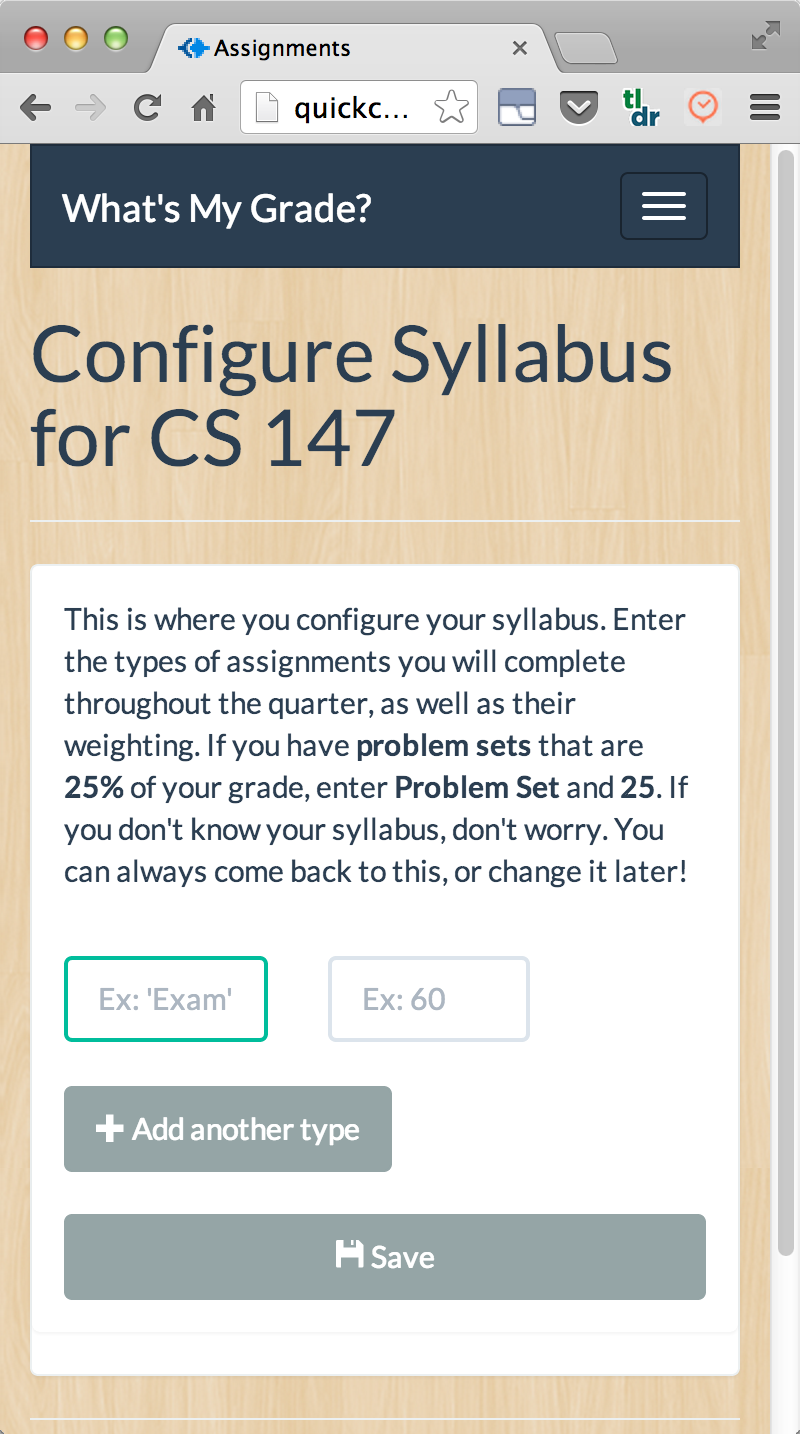 Assignments
quickc...
tl
dr
What's My Grade?
Configure Syllabus
for CS 147
This is where you configure your syllabus. Enter
the types of assignments you will complete
throughout the quarter, as well as their
weighting. If you have problem sets that are
25% of your grade, enter Problem Set and 25. If
you don't know your syllabus, don't worry. You
can always come back to this, or change it later!
Ex: 'Exam' Ex: 60
Add another type
Save